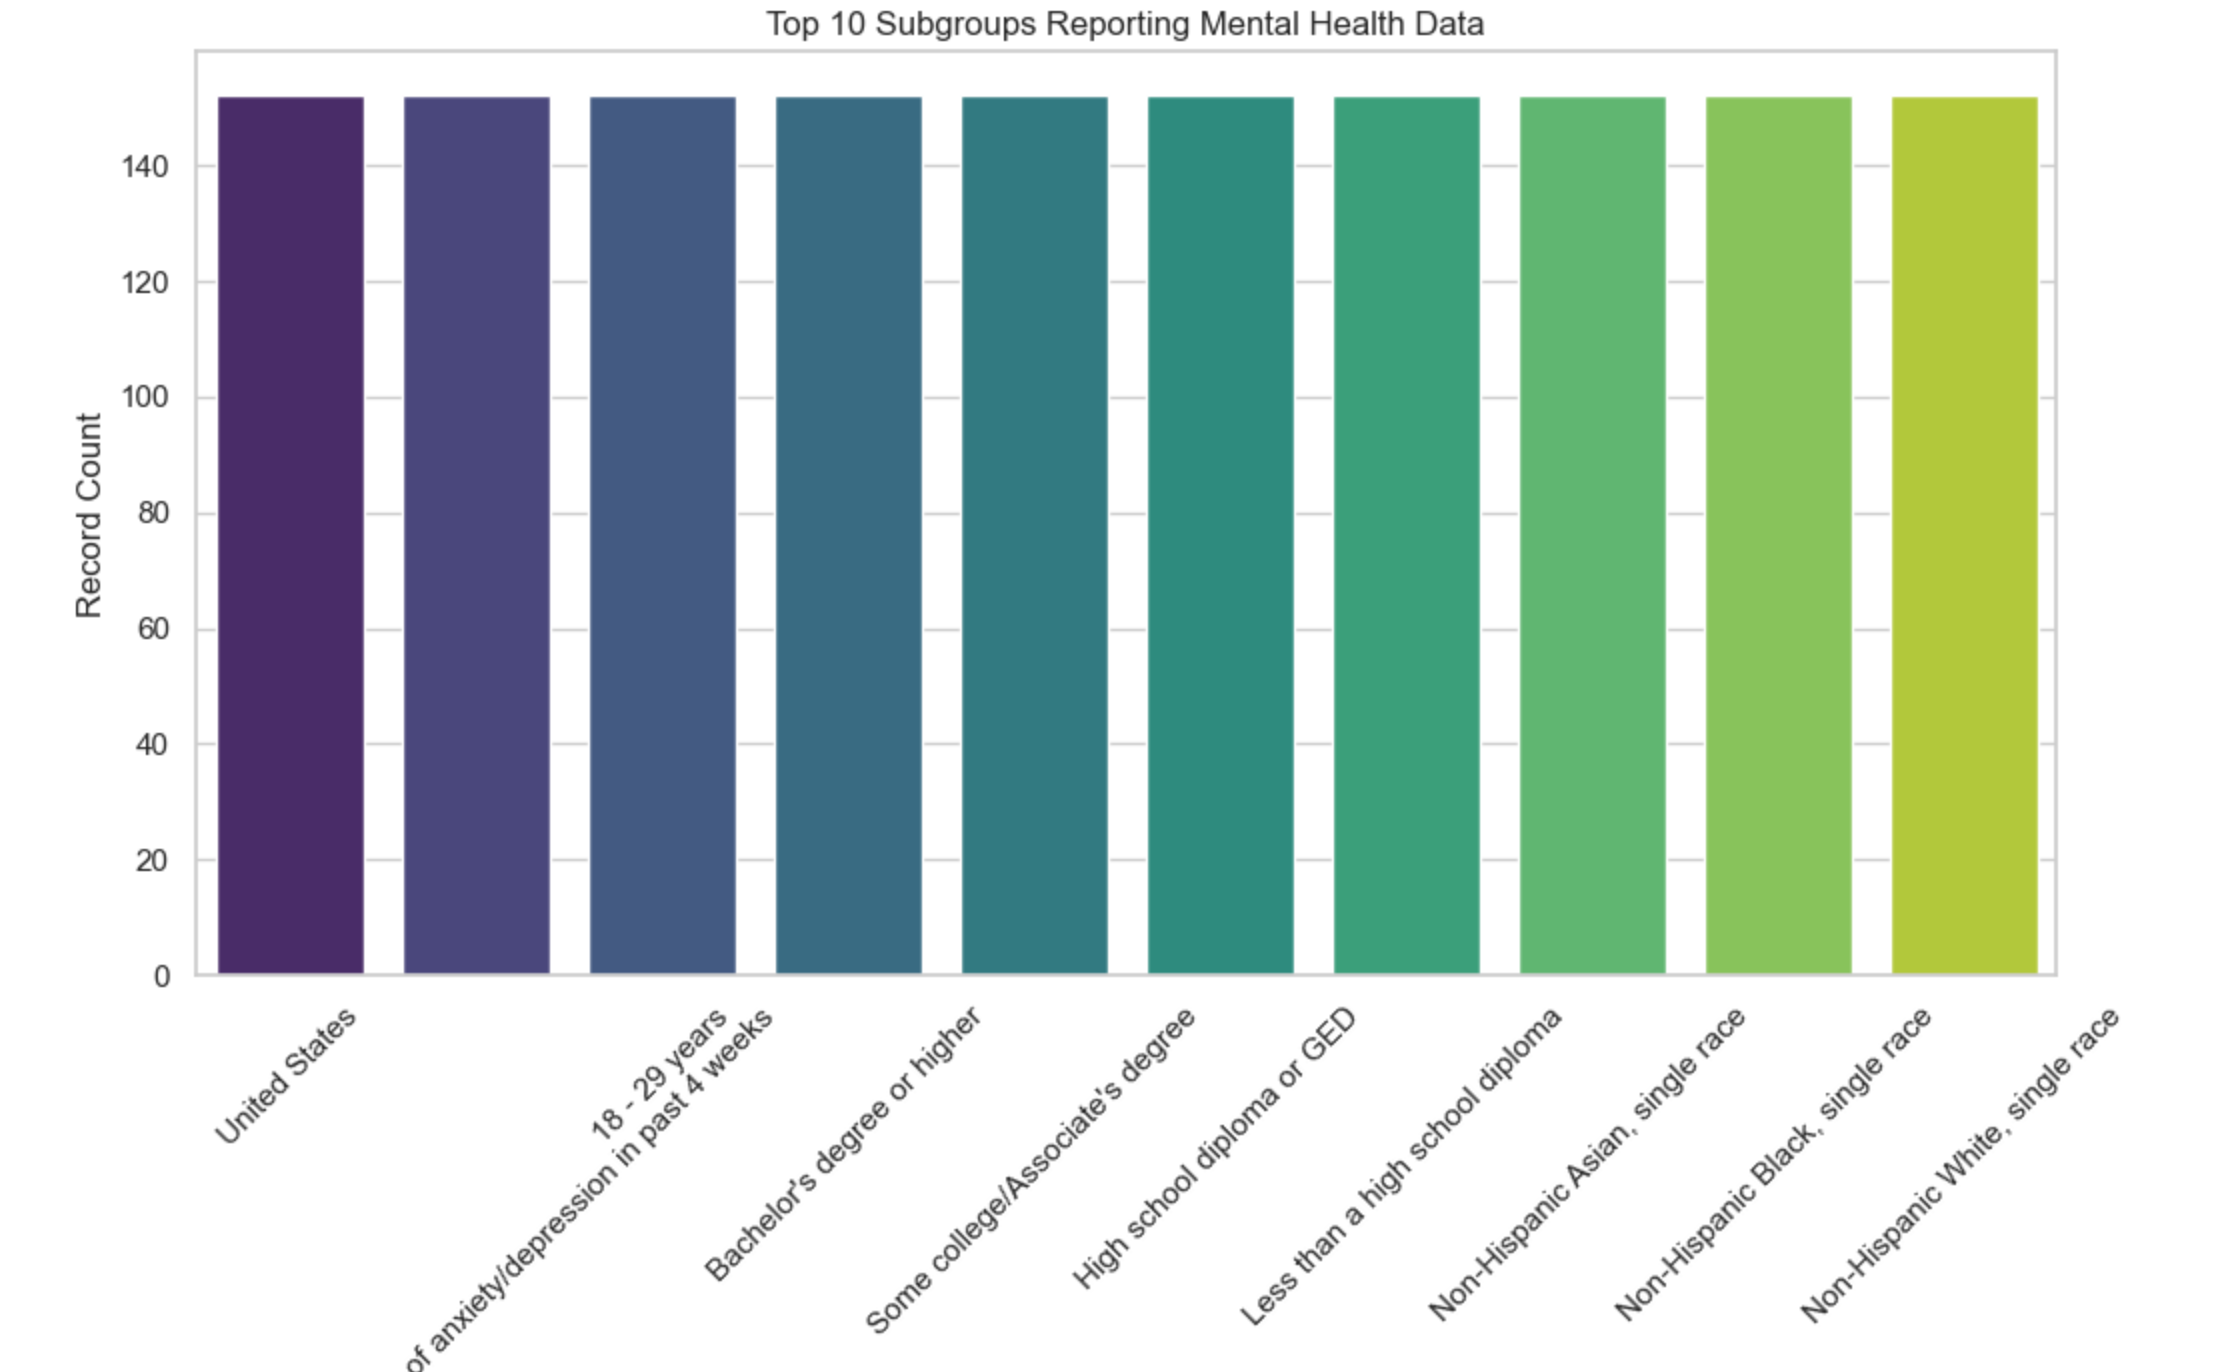 Top 10 Subgroups Reporting Mental Health Data
Record Count
140
120
100
80
60
40
20
0
United States
of anxiety/depression in past 4 weeks
18 - 29 years
Bachelor's degree or higher
Some college/Associate's degree
High school diploma or GED
Less than a high school diploma
Non-Hispanic Asian, single race
Non-Hispanic Black, single race
Non-Hispanic White, single race